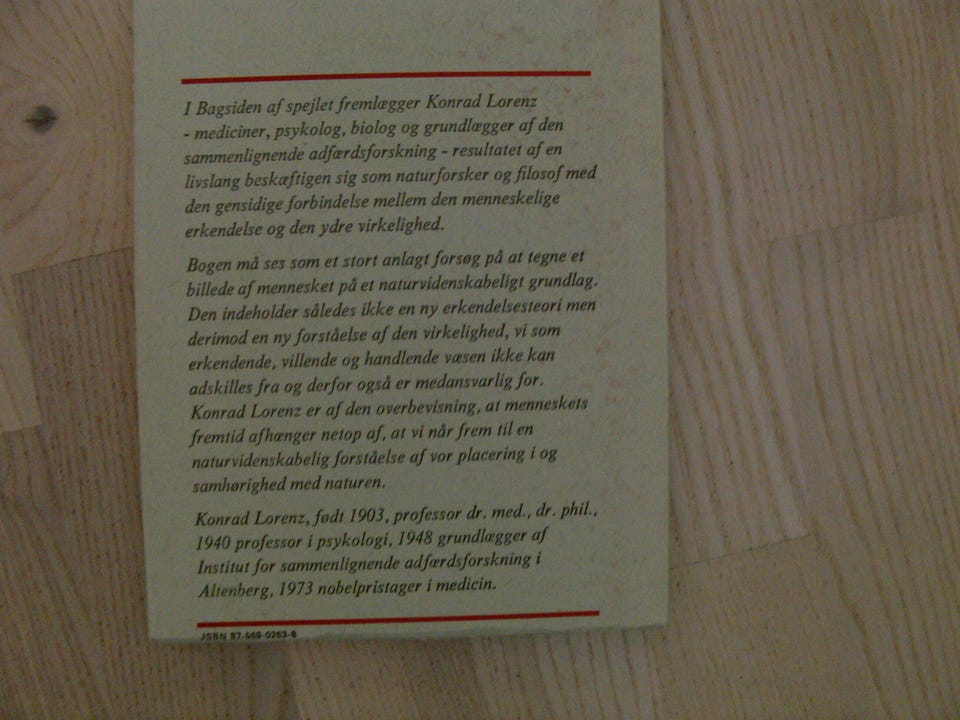 I Bagsiden af spejlet fremlægger Konrad Lorenz
- mediciner, psykolog, biolog og grundlægger af den
sammenlignende adfærdsforskning - resultatet af en
livslang beskæftigen sig som naturforsker og filosof med
den gensidige forbindelse mellem den menneskelige
erkendelse og den ydre virkelighed.
Bogen må ses som et stort anlagt forsøg på at tegne et
billede af mennesket på et naturvidenskabeligt grundlag.
Den indeholder således ikke en ny erkendelsesteori men
derimod en ny forståelse af den virkelighed, vi som
erkendende, villende og handlende væsen ikke kan
adskilles fra og derfor også er medansvarlig for.
Konrad Lorenz er af den overbevisning, at menneskets
fremtid afhænger netop af, at vi når frem til en
naturvidenskabelig forståelse af vor placering i og
samhørighed med naturen.
Konrad Lorenz, født 1903, professor dr. med., dr. phil.,
1940 professor i psykologi, 1948 grundlægger af
Institut for sammenlignende adfærdsforskning i
Altenberg, 1973 nobelpristager i medicin.
JSBN 87-569-0263-8